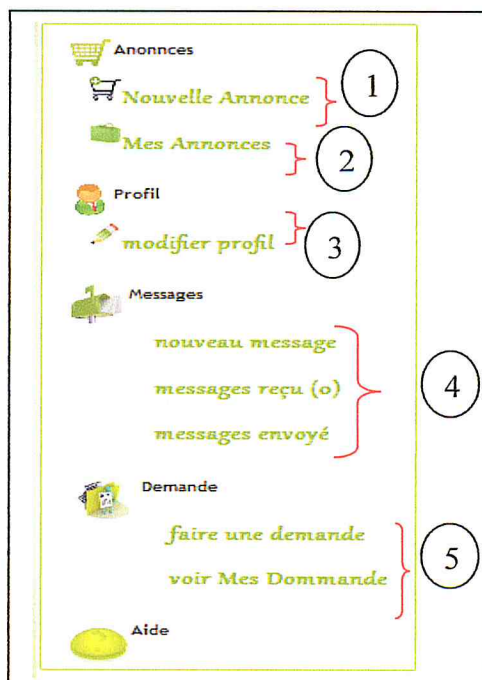 Anonnces
Nouvelle Annonce
1
Mes Annonces
2
Profil
modifier profil
3
Messages
nouveau message
messages reçu (0)
messages envoyé
4
Demande
faire une demande
voir Mes Dommande
5
Aide